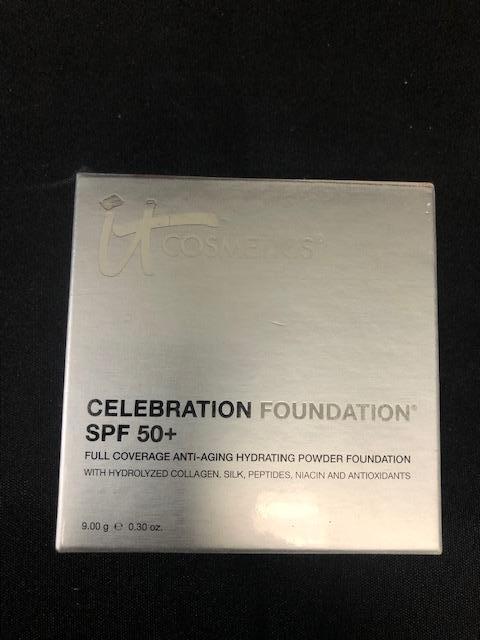 it
COSMETICS®
CELEBRATION FOUNDATION®
SPF 50+
FULL COVERAGE ANTI-AGING HYDRATING POWDER FOUNDATION
WITH HYDROLYZED COLLAGEN, SILK, PEPTIDES, NIACIN AND ANTIOXIDANTS
9.00 g ℮ 0.30 oz.